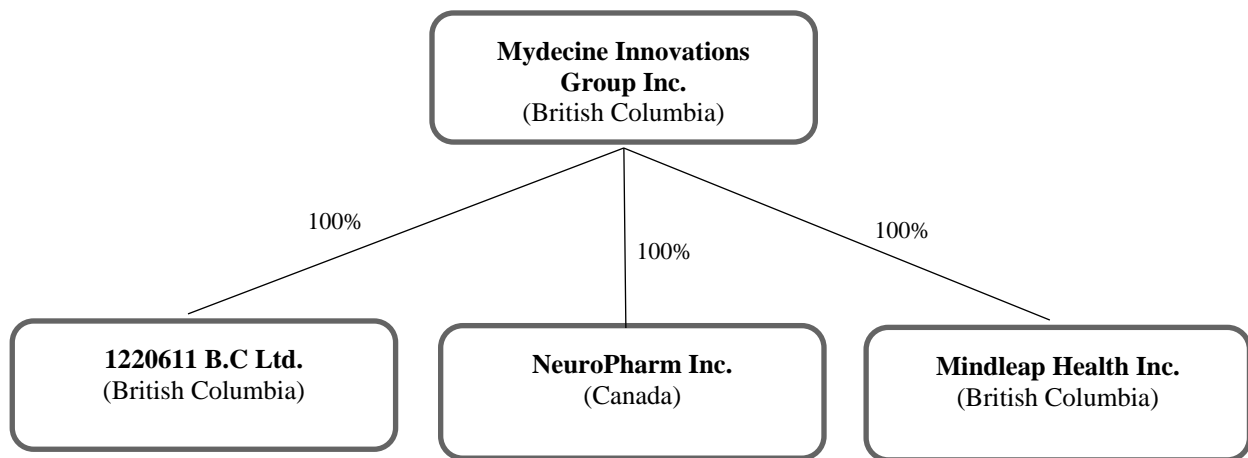 Mydecine Innovations
Group Inc.
(British Columbia)
100%
100%
100%
1220611 B.C Ltd.
(British Columbia)
NeuroPharm Inc.
(Canada)
Mindleap Health Inc.
(British Columbia)